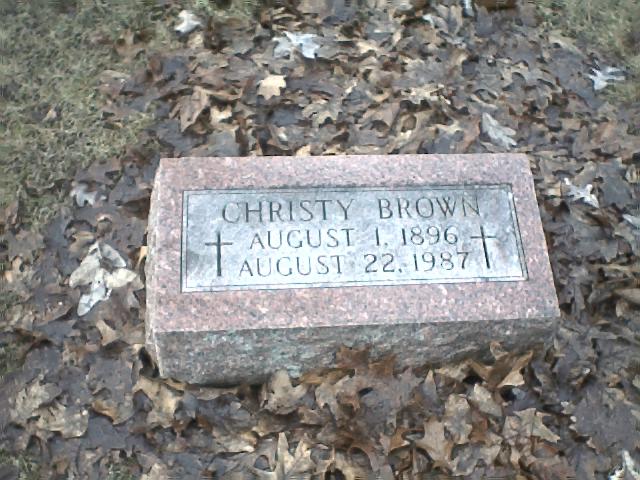 CHRISTY BROWN
AUGUST 1, 1896
AUGUST 22, 1987